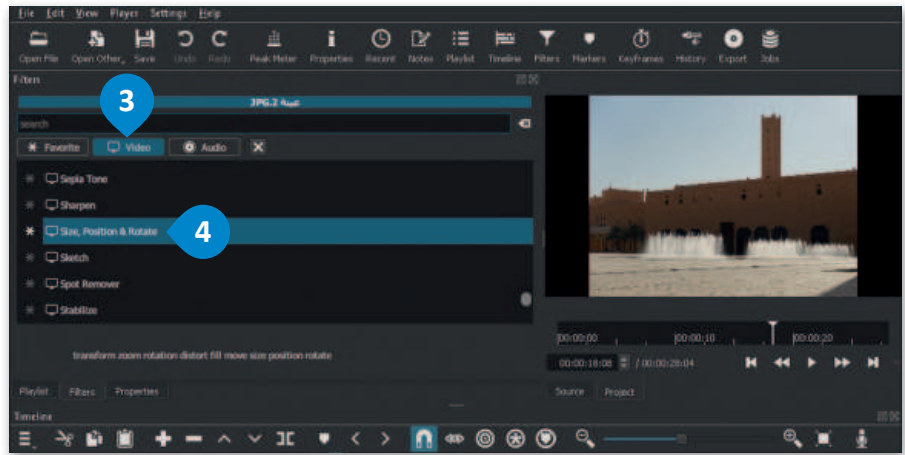 File Edit View Player Settings Help
Open File Open Other Save Undo Redo Peak Meter Properties Recent Notes Playlist Timeline Filters Markers Keyframes History Export Jobs
Filters
عينة JPG.2
3
search
Favorite Video Audio
Sepia Tone
Sharpen
Size, Position & Rotate
4
Sketch
Spot Remover
Stabilize
transform zoom rotation distort fill move size position rotate
Playlist Filters Properties
00:00:00 00:00:10 00:00:20
00:00:18:08 / 00:00:28:04
Source Project
Timeline